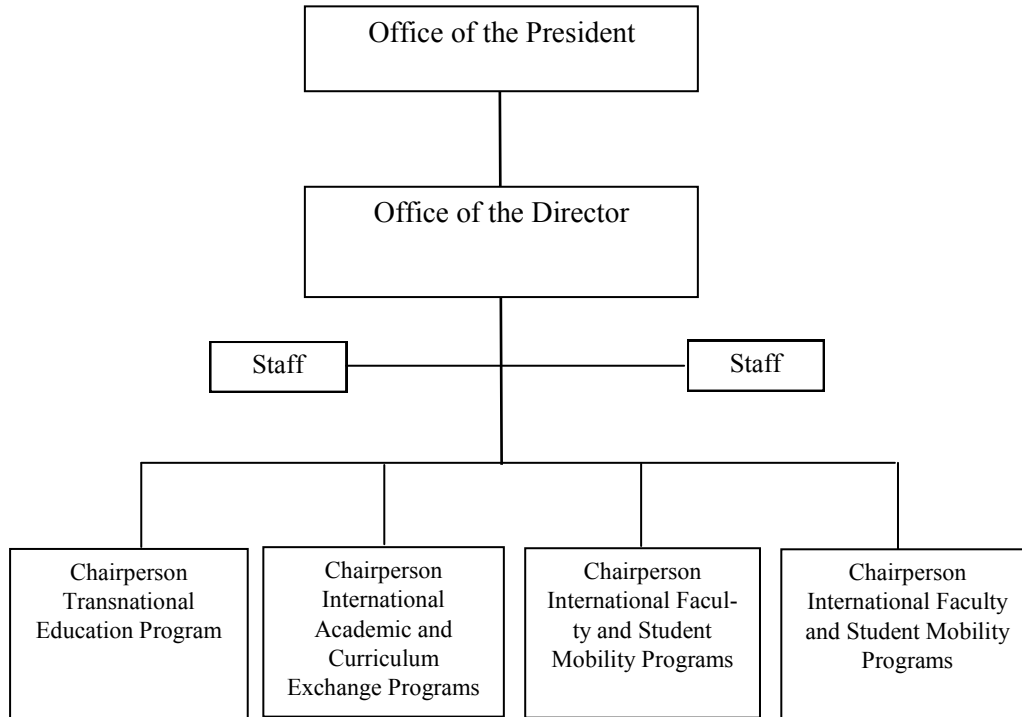 Office of the President
Office of the Director
Staff
Staff
Chairperson
Transnational
Education Program
Chairperson
International
Academic and
Curriculum
Exchange Programs
Chairperson
International Facul-
ty and Student
Mobility Programs
Chairperson
International Faculty
and Student Mobility
Programs